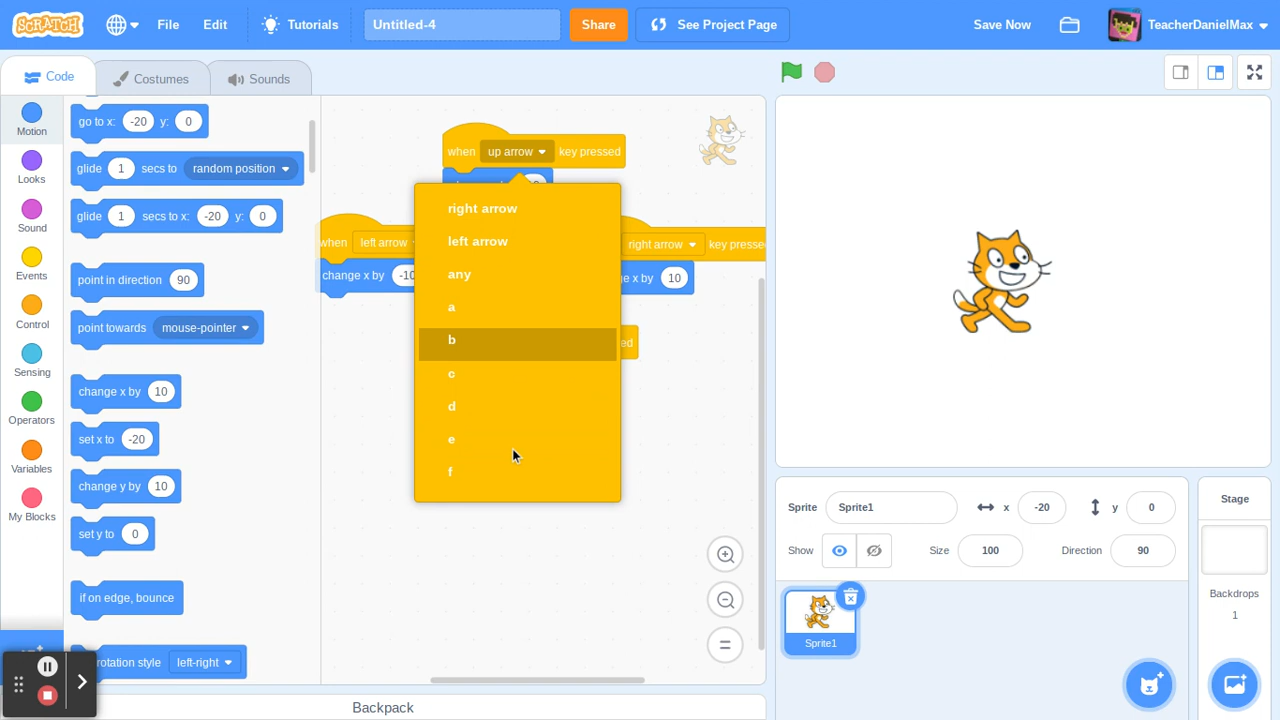 SCRATCH File Edit Tutorials Untitled-4 Share See Project Page Save Now TeacherDanielMax
Code Costumes Sounds
Motion
Looks
Sound
Events
Control
Sensing
Operators
Variables
My Blocks
go to x: -20 y: 0
glide 1 secs to random position
glide 1 secs to x: -20 y: 0
point in direction 90
point towards mouse-pointer
change x by 10
set x to -20
change y by 10
set y to 0
if on edge, bounce
rotation style left-right
when up arrow key pressed
when left arrow
change x by -10
right arrow key pressed
x by 10
right arrow
left arrow
any
a
b
c
d
e
f
Backpack
Sprite Sprite1 x -20 y 0
Show Size 100 Direction 90
Sprite1
Stage
Backdrops
1